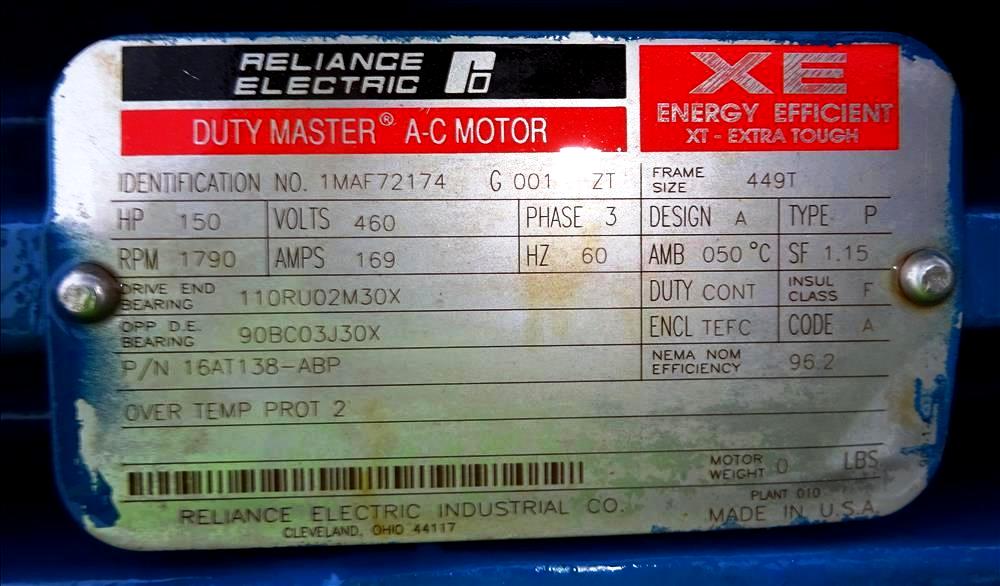 RELIANCE
ELECTRIC
XE
ENERGY EFFICIENT
XT - EXTRA TOUGH
DUTY MASTER® A-C MOTOR
IDENTIFICATION NO. 1MAF72174 G 001 ZT FRAME SIZE 449T
HP 150 VOLTS 460 PHASE 3 DESIGN A TYPE P
RPM 1790 AMPS 169 HZ 60 AMB 050 °C SF 1.15
DRIVE END BEARING 110RU02M30X DUTY CONT INSUL CLASS F
OPP D.E. BEARING 90BC03J30X ENCL TEFC CODE A
P/N 16AT138-ABP NEMA NOM EFFICIENCY 96.2
OVER TEMP PROT 2
MOTOR WEIGHT 0 LBS
PLANT 010
RELIANCE ELECTRIC INDUSTRIAL CO. MADE IN U.S.A.
CLEVELAND, OHIO 44117